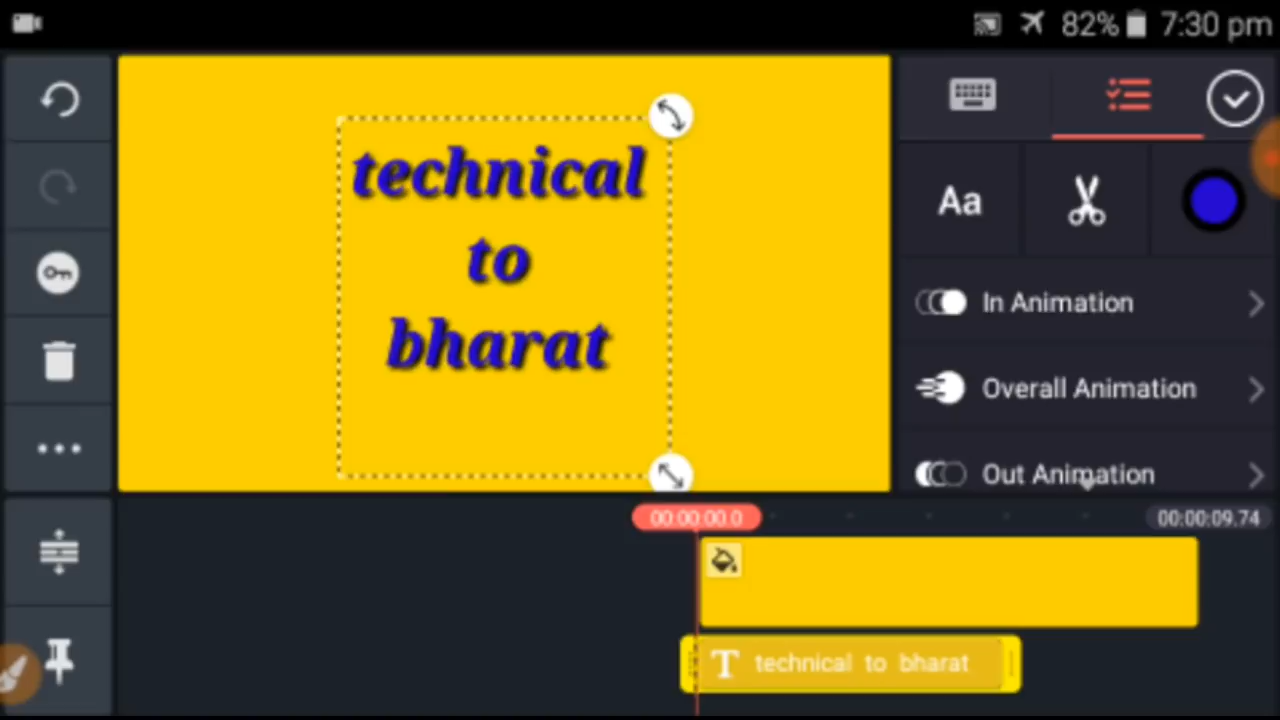 82% 7:30 pm
technical
to
bharat
Aa
In Animation
Overall Animation
Out Animation
00:00:00.0
00:00:09.74
T technical to bharat